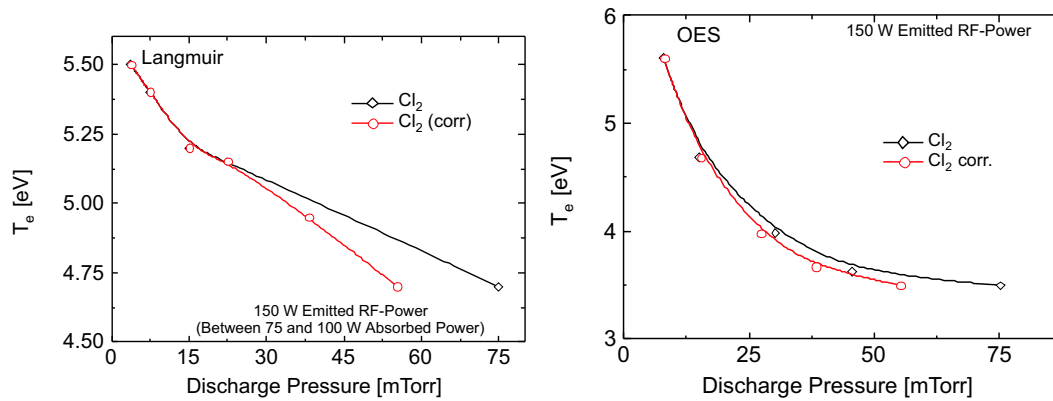 Langmuir
Cl2
Cl2 (corr)
150 W Emitted RF-Power
(Between 75 and 100 W Absorbed Power)
5.50
5.25
5.00
4.75
4.50
0 15 30 45 60 75
Te [eV]
Discharge Pressure [mTorr]
OES
150 W Emitted RF-Power
Cl2
Cl2 corr.
6
5
4
3
0 25 50 75
Te [eV]
Discharge Pressure [mTorr]